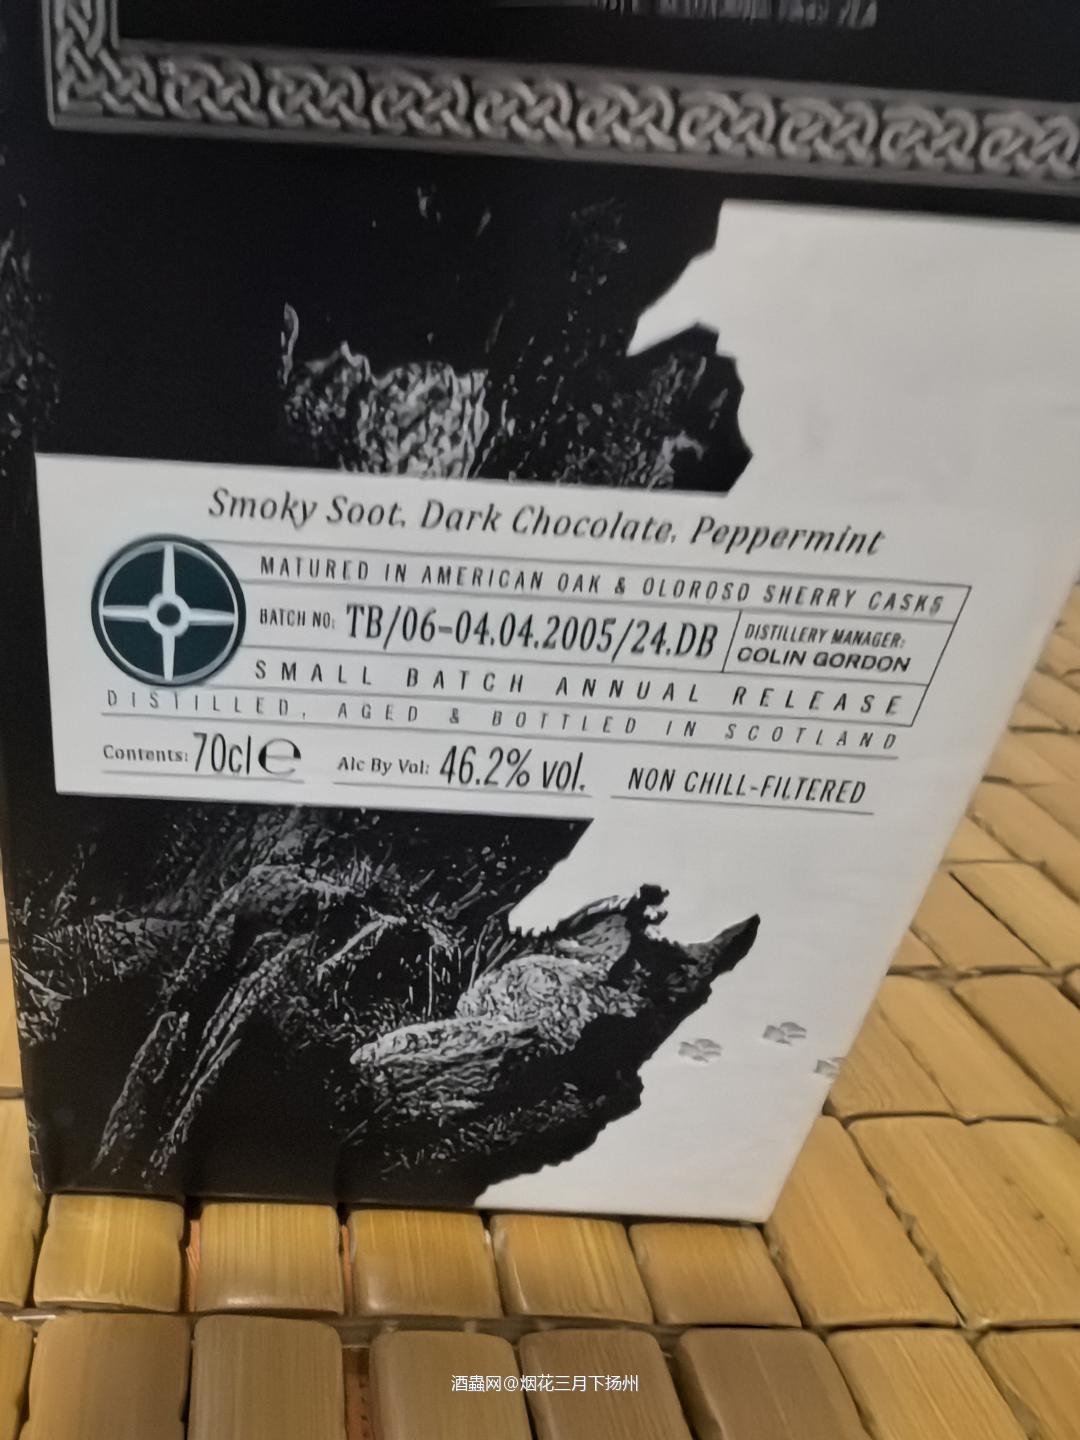 Smoky Soot, Dark Chocolate, Peppermint
MATURED IN AMERICAN OAK & OLOROSO SHERRY CASKS
BATCH NO: TB/06-04.04.2005/24.DB
DISTILLERY MANAGER:
COLIN GORDON
SMALL BATCH ANNUAL RELEASE
DISTILLED, AGED & BOTTLED IN SCOTLAND
Contents: 70cl ℮ Alc By Vol: 46.2% vol. NON CHILL-FILTERED
酒蟲网@烟花三月下扬州